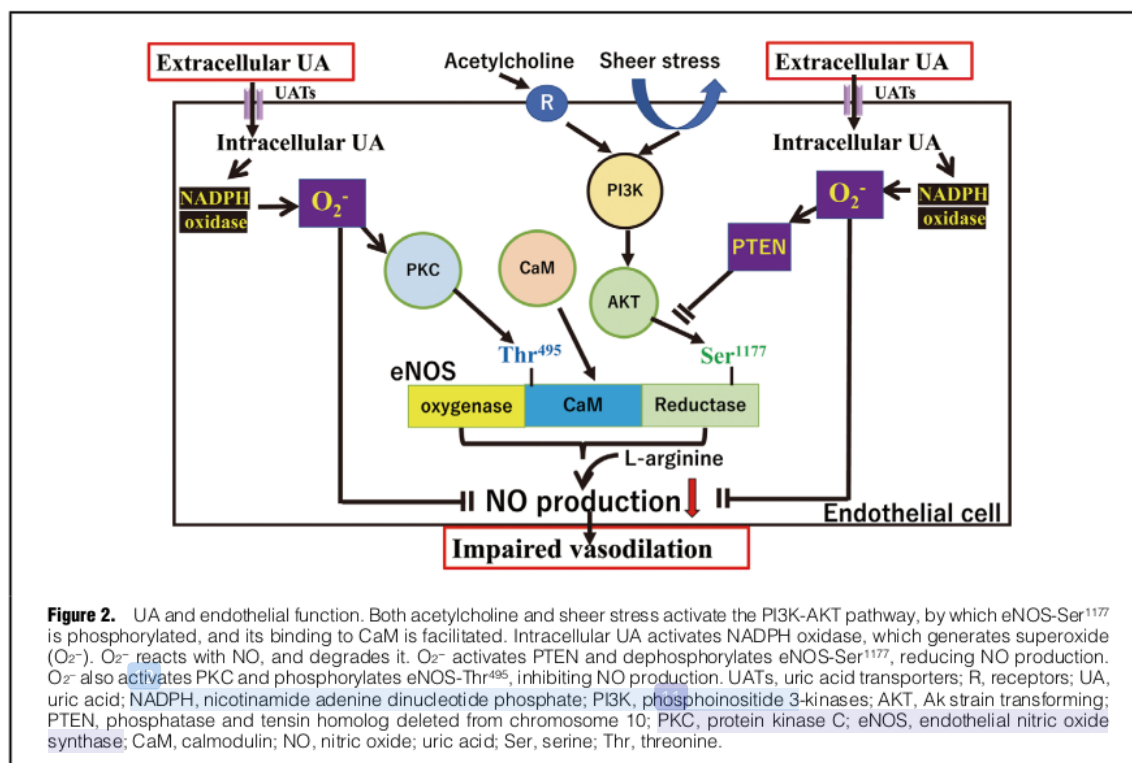 Extracellular UA
Acetylcholine
Sheer stress
Extracellular UA
UATs
R
UATs
Intracellular UA
Intracellular UA
PI3K
NADPH
oxidase
O₂⁻
O₂⁻
NADPH
oxidase
PTEN
PKC
CaM
AKT
Thr⁴⁹⁵
Ser¹¹⁷⁷
eNOS
oxygenase
CaM
Reductase
L-arginine
NO production
Endothelial cell
Impaired vasodilation
Figure 2. UA and endothelial function. Both acetylcholine and sheer stress activate the PI3K-AKT pathway, by which eNOS-Ser¹¹⁷⁷
is phosphorylated, and its binding to CaM is facilitated. Intracellular UA activates NADPH oxidase, which generates superoxide
(O₂⁻). O₂⁻ reacts with NO, and degrades it. O₂⁻ activates PTEN and dephosphorylates eNOS-Ser¹¹⁷⁷, reducing NO production.
O₂⁻ also activates PKC and phosphorylates eNOS-Thr⁴⁹⁵, inhibiting NO production. UATs, uric acid transporters; R, receptors; UA,
uric acid; NADPH, nicotinamide adenine dinucleotide phosphate; PI3K, phosphoinositide 3-kinases; AKT, Ak strain transforming;
PTEN, phosphatase and tensin homolog deleted from chromosome 10; PKC, protein kinase C; eNOS, endothelial nitric oxide
synthase; CaM, calmodulin; NO, nitric oxide; uric acid; Ser, serine; Thr, threonine.